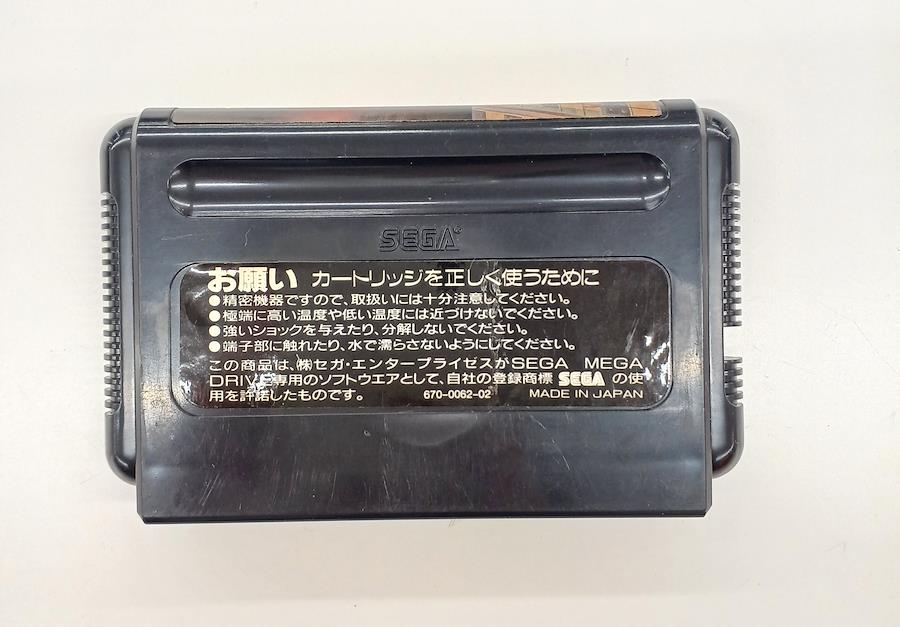 SEGA
お願い カートリッジを正しく使うために
●精密機器ですので、取扱いには十分注意してください。
●極端に高い温度や低い温度には近づけないでください。
●強いショックを与えたり、分解しないでください。
●端子部に触れたり、水で濡らさないようにしてください。
この商品は、㈱セガ・エンタープライゼスがSEGA MEGA
DRIVE専用のソフトウエアとして、自社の登録商標 SEGA の使
用を許諾したものです。 670-0062-02 MADE IN JAPAN